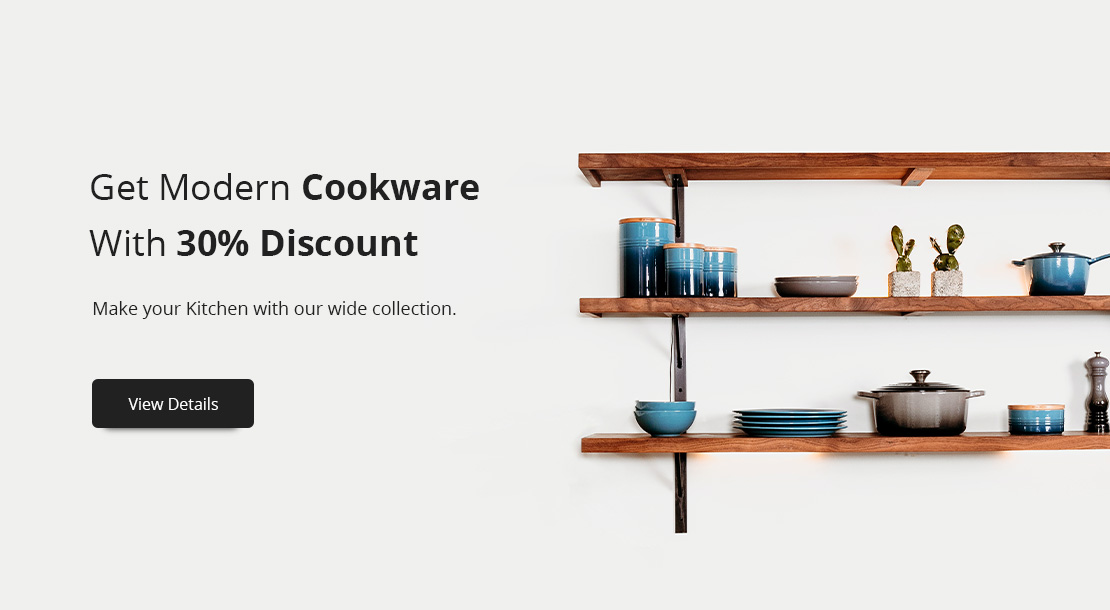 Get Modern Cookware
With 30% Discount
Make your Kitchen with our wide collection.
View Details